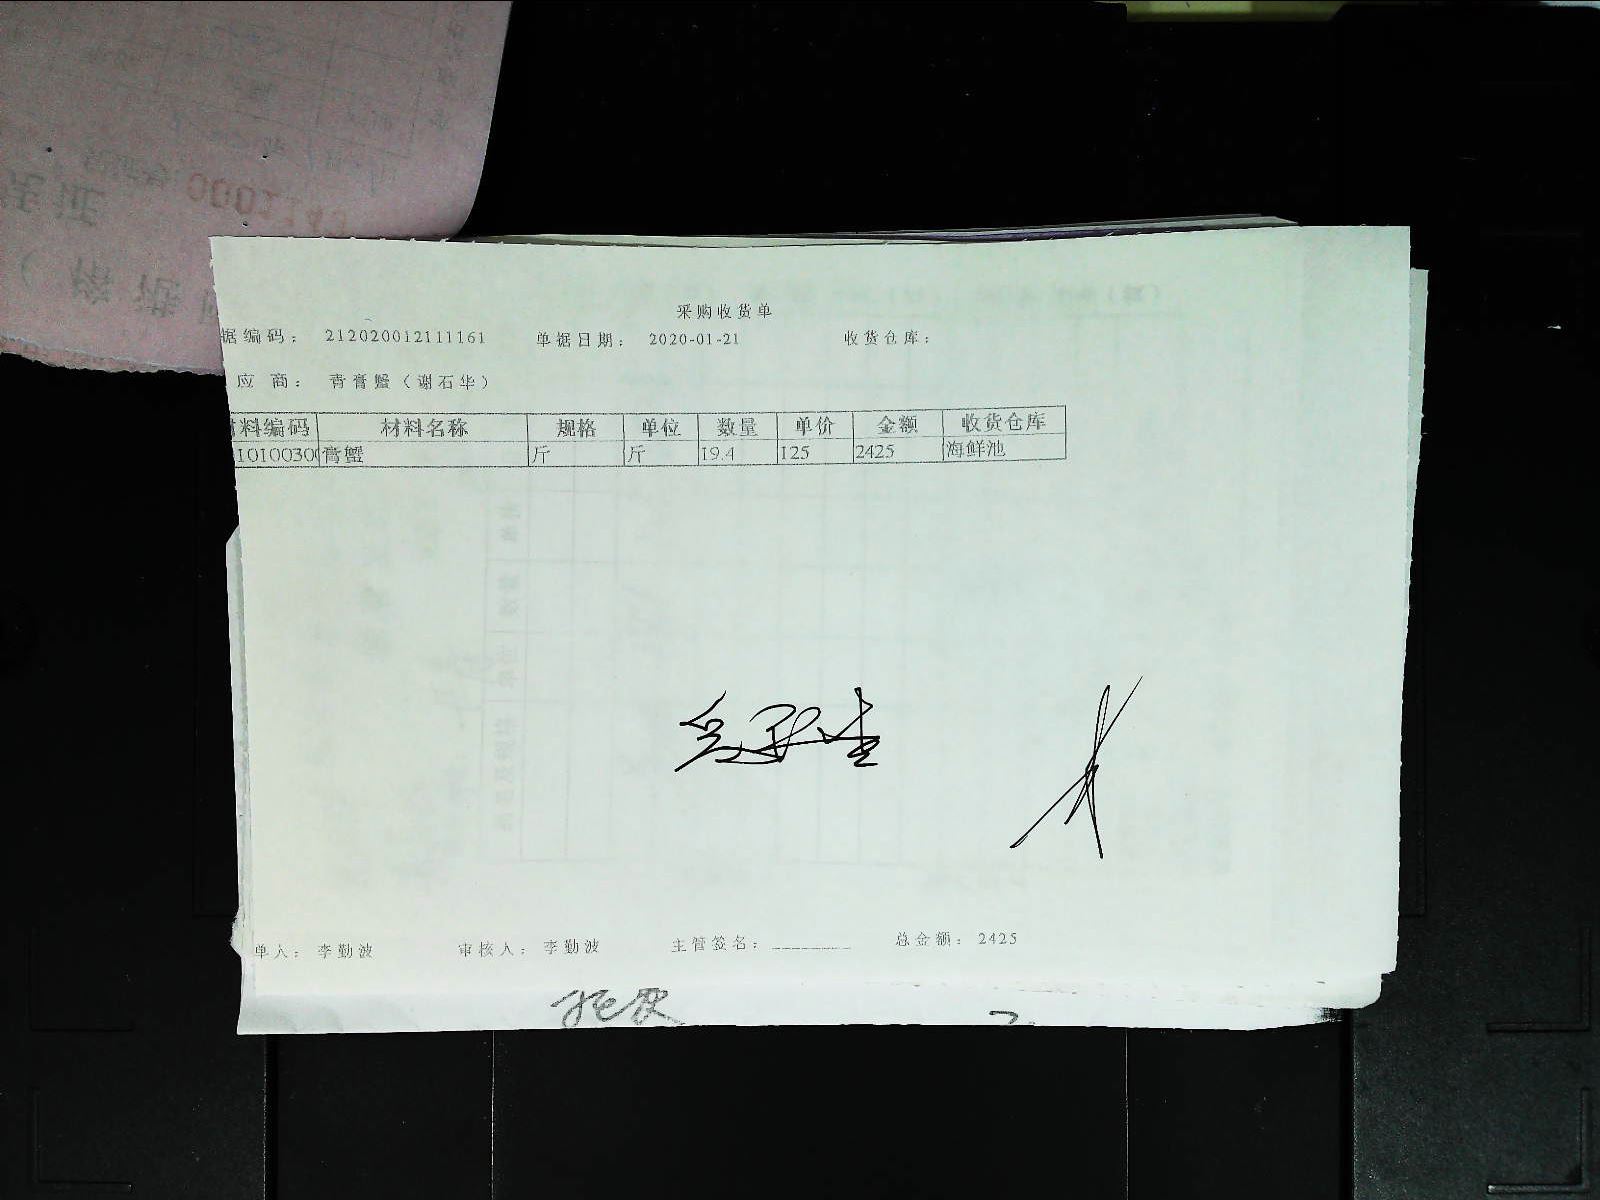 采购收货单
据编码： 212020012111161 单据日期： 2020-01-21 收货仓库：
应 商： 青膏蟹（谢石华）
材料编码 材料名称 规格 单位 数量 单价 金额 收货仓库
10100300 膏蟹 斤 斤 19.4 125 2425 海鲜池
单人： 李勤波 审核人： 李勤波 主管签名： 总金额： 2425